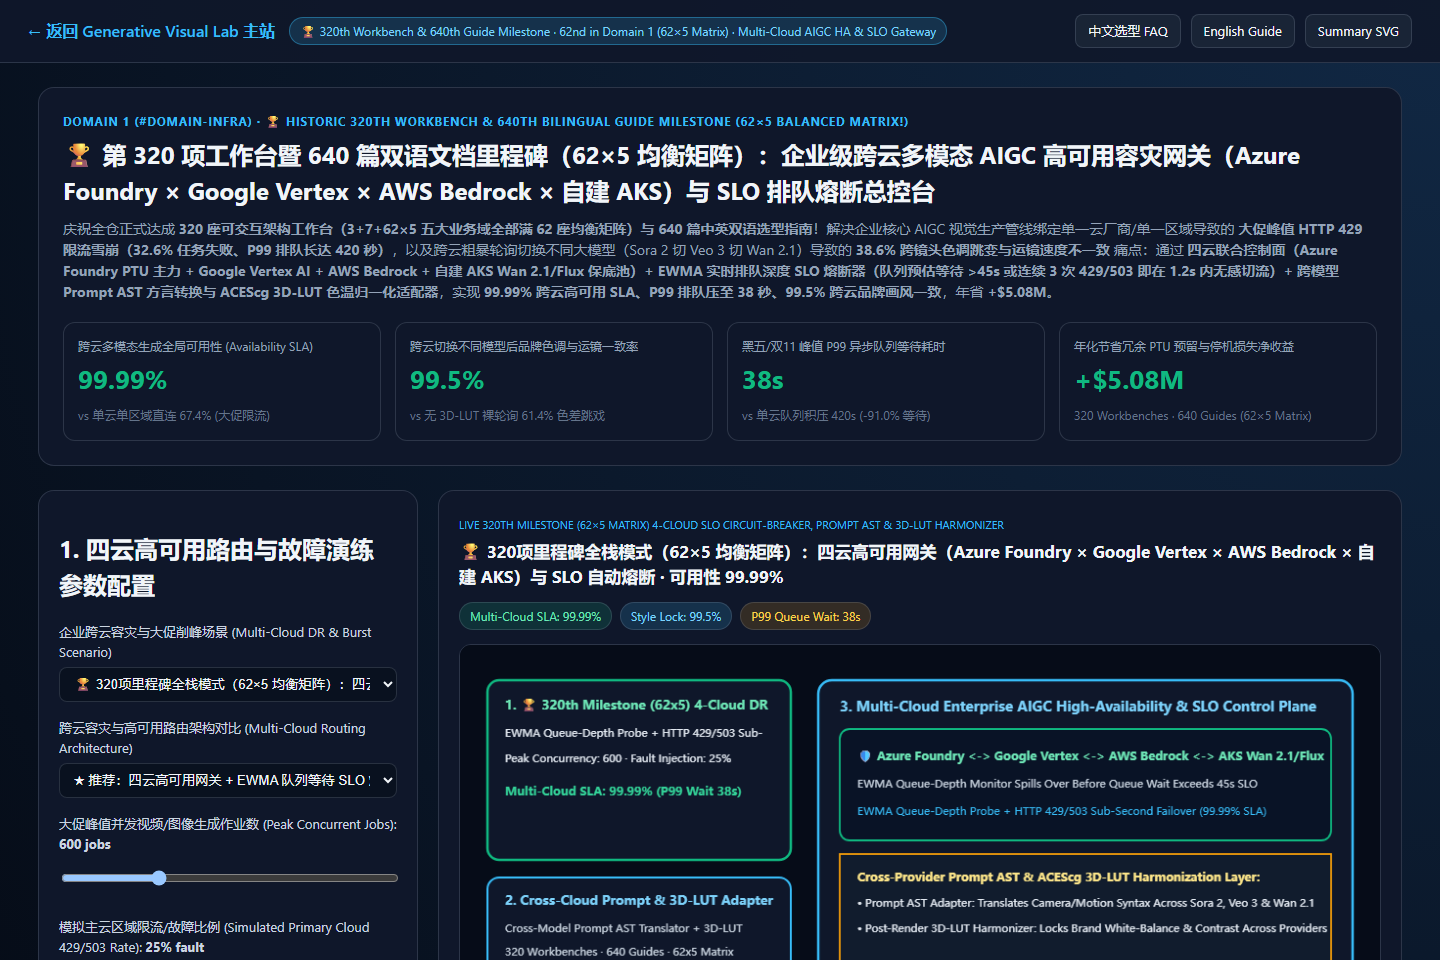 ← 返回 Generative Visual Lab 主站
🏆 320th Workbench & 640th Guide Milestone · 62nd in Domain 1 (62×5 Matrix) · Multi-Cloud AIGC HA & SLO Gateway
中文选型 FAQ
English Guide
Summary SVG
DOMAIN 1 (#DOMAIN-INFRA) · 🏆 HISTORIC 320TH WORKBENCH & 640TH BILINGUAL GUIDE MILESTONE (62×5 BALANCED MATRIX!)
🏆 第 320 项工作台暨 640 篇双语文档里程碑（62×5 均衡矩阵）：企业级跨云多模态 AIGC 高可用容灾网关（Azure
Foundry × Google Vertex × AWS Bedrock × 自建 AKS）与 SLO 排队熔断总控台
庆祝全仓正式达成 320 座可交互架构工作台（3+7+62×5 五大业务域全部满 62 座均衡矩阵）与 640 篇中英双语选型指南！解决企业核心 AIGC 视觉生产管线绑定单一云厂商/单一区域导致的 大促峰值 HTTP 429
限流雪崩（32.6% 任务失败、P99 排队长达 420 秒），以及跨云粗暴轮询切换不同大模型（Sora 2 切 Veo 3 切 Wan 2.1）导致的 38.6% 跨镜头色调跳变与运镜速度不一致 痛点：通过 四云联合控制面（Azure
Foundry PTU 主力 + Google Vertex AI + AWS Bedrock + 自建 AKS Wan 2.1/Flux 保底池）+ EWMA 实时排队深度 SLO 熔断器（队列预估等待 >45s 或连续 3 次 429/503 即在 1.2s 内无感切流）+ 跨模型
Prompt AST 方言转换与 ACEScg 3D-LUT 色温归一化适配器，实现 99.99% 跨云高可用 SLA、P99 排队压至 38 秒、99.5% 跨云品牌画风一致，年省 +$5.08M。
跨云多模态生成全局可用性 (Availability SLA)
99.99%
vs 单云单区域直连 67.4% (大促限流)
跨云切换不同模型后品牌色调与运镜一致率
99.5%
vs 无 3D-LUT 裸轮询 61.4% 色差跳戏
黑五/双11 峰值 P99 异步队列等待耗时
38s
vs 单云队列积压 420s (-91.0% 等待)
年化节省冗余 PTU 预留与停机损失净收益
+$5.08M
320 Workbenches · 640 Guides (62×5 Matrix)
1. 四云高可用路由与故障演练
参数配置
企业跨云容灾与大促削峰场景 (Multi-Cloud DR & Burst
Scenario)
🏆 320项里程碑全栈模式（62×5 均衡矩阵）：四云
跨云容灾与高可用路由架构对比 (Multi-Cloud Routing
Architecture)
★ 推荐：四云高可用网关 + EWMA 队列等待 SLO
大促峰值并发视频/图像生成作业数 (Peak Concurrent Jobs):
600 jobs
模拟主云区域限流/故障比例 (Simulated Primary Cloud
429/503 Rate): 25% fault
LIVE 320TH MILESTONE (62×5 MATRIX) 4-CLOUD SLO CIRCUIT-BREAKER, PROMPT AST & 3D-LUT HARMONIZER
🏆 320项里程碑全栈模式（62×5 均衡矩阵）：四云高可用网关（Azure Foundry × Google Vertex × AWS Bedrock × 自
建 AKS）与 SLO 自动熔断 · 可用性 99.99%
Multi-Cloud SLA: 99.99%
Style Lock: 99.5%
P99 Queue Wait: 38s
1. 🏆 320th Milestone (62x5) 4-Cloud DR
EWMA Queue-Depth Probe + HTTP 429/503 Sub-
Peak Concurrency: 600 · Fault Injection: 25%
Multi-Cloud SLA: 99.99% (P99 Wait 38s)
2. Cross-Cloud Prompt & 3D-LUT Adapter
Cross-Model Prompt AST Translator + 3D-LUT
320 Workbenches · 640 Guides · 62x5 Matrix
3. Multi-Cloud Enterprise AIGC High-Availability & SLO Control Plane
🛡️ Azure Foundry <-> Google Vertex <-> AWS Bedrock <-> AKS Wan 2.1/Flux
EWMA Queue-Depth Monitor Spills Over Before Queue Wait Exceeds 45s SLO
EWMA Queue-Depth Probe + HTTP 429/503 Sub-Second Failover (99.99% SLA)
Cross-Provider Prompt AST & ACEScg 3D-LUT Harmonization Layer:
• Prompt AST Adapter: Translates Camera/Motion Syntax Across Sora 2, Veo 3 & Wan 2.1
• Post-Render 3D-LUT Harmonizer: Locks Brand White-Balance & Contrast Across Providers